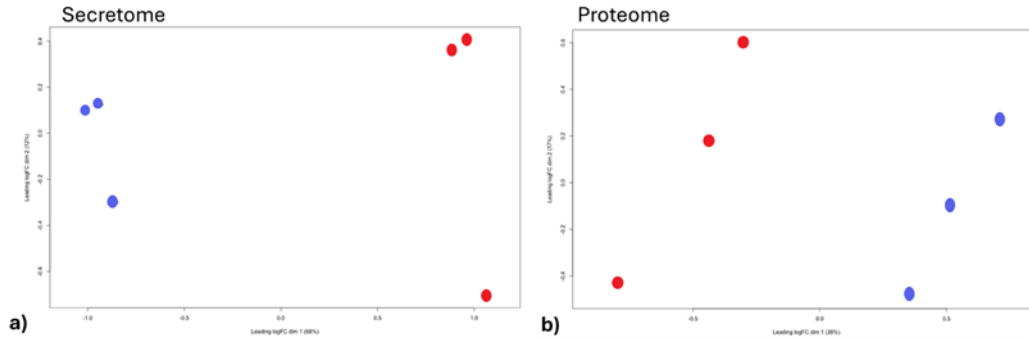 Secretome
Proteome
0.4
0.2
0.0
-0.2
-0.4
-0.6
Leading logFC dim 2 (12%)
-1.0 -0.5 0.0 0.5 1.0
Leading logFC dim 1 (68%)
a)
0.6
0.4
0.2
0.0
-0.2
-0.4
Leading logFC dim 2 (17%)
-0.5 0.0 0.5
Leading logFC dim 1 (38%)
b)